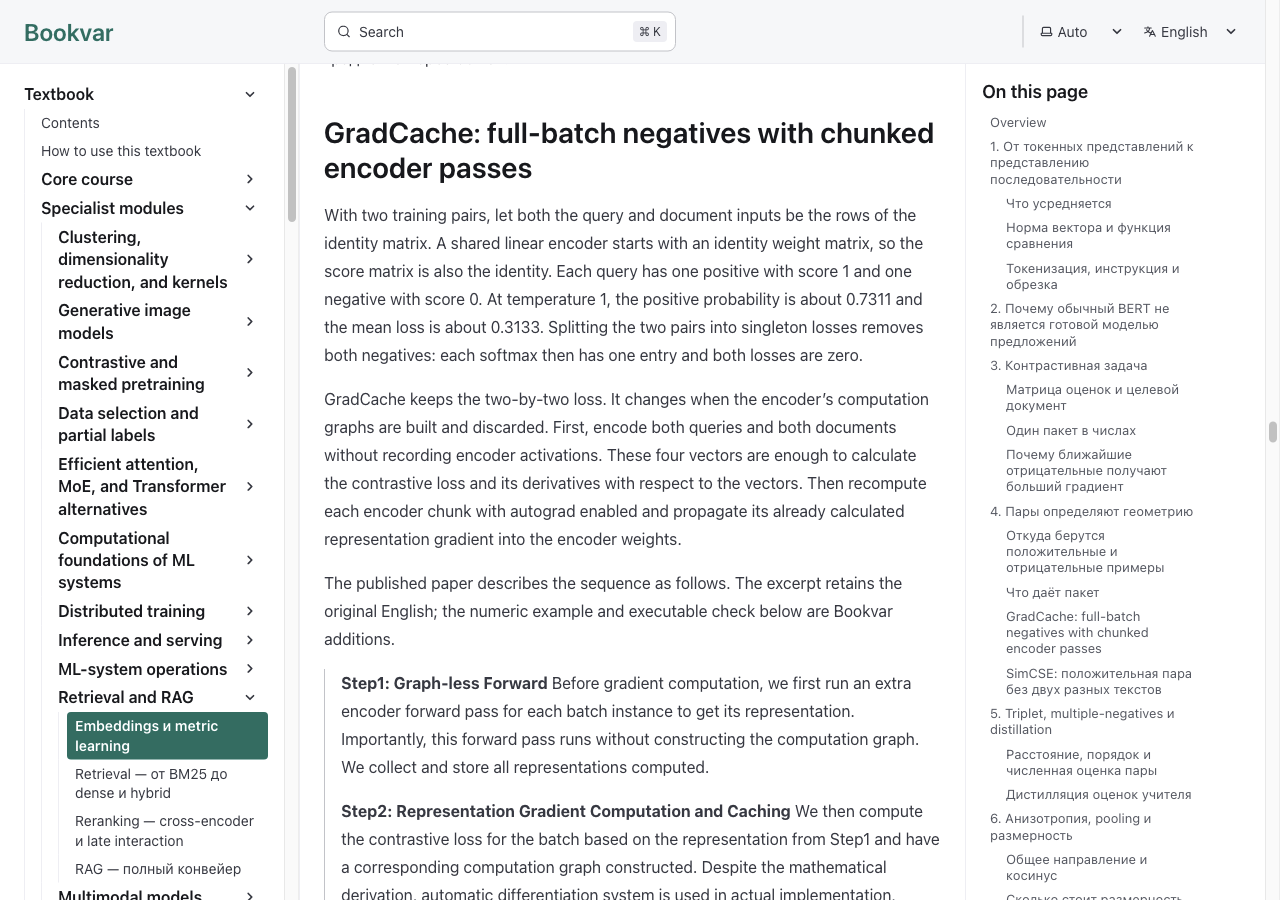 Bookvar
Search
⌘ K
Auto
English
Textbook
Contents
How to use this textbook
Core course
Specialist modules
Clustering,
dimensionality
reduction, and kernels
Generative image
models
Contrastive and
masked pretraining
Data selection and
partial labels
Efficient attention,
MoE, and Transformer
alternatives
Computational
foundations of ML
systems
Distributed training
Inference and serving
ML-system operations
Retrieval and RAG
Embeddings и metric
learning
Retrieval — от BM25 до
dense и hybrid
Reranking — cross-encoder
и late interaction
RAG — полный конвейер
Multimodal models
GradCache: full-batch negatives with chunked
encoder passes
With two training pairs, let both the query and document inputs be the rows of the
identity matrix. A shared linear encoder starts with an identity weight matrix, so the
score matrix is also the identity. Each query has one positive with score 1 and one
negative with score 0. At temperature 1, the positive probability is about 0.7311 and
the mean loss is about 0.3133. Splitting the two pairs into singleton losses removes
both negatives: each softmax then has one entry and both losses are zero.
GradCache keeps the two-by-two loss. It changes when the encoder’s computation
graphs are built and discarded. First, encode both queries and both documents
without recording encoder activations. These four vectors are enough to calculate
the contrastive loss and its derivatives with respect to the vectors. Then recompute
each encoder chunk with autograd enabled and propagate its already calculated
representation gradient into the encoder weights.
The published paper describes the sequence as follows. The excerpt retains the
original English; the numeric example and executable check below are Bookvar
additions.
Step1: Graph-less Forward Before gradient computation, we first run an extra
encoder forward pass for each batch instance to get its representation.
Importantly, this forward pass runs without constructing the computation graph.
We collect and store all representations computed.
Step2: Representation Gradient Computation and Caching We then compute
the contrastive loss for the batch based on the representation from Step1 and have
a corresponding computation graph constructed. Despite the mathematical
derivation, automatic differentiation system is used in actual implementation,
On this page
Overview
1. От токенных представлений к
представлению
последовательности
Что усредняется
Норма вектора и функция
сравнения
Токенизация, инструкция и
обрезка
2. Почему обычный BERT не
является готовой моделью
предложений
3. Контрастивная задача
Матрица оценок и целевой
документ
Один пакет в числах
Почему ближайшие
отрицательные получают
больший градиент
4. Пары определяют геометрию
Откуда берутся
положительные и
отрицательные примеры
Что даёт пакет
GradCache: full-batch
negatives with chunked
encoder passes
SimCSE: положительная пара
без двух разных текстов
5. Triplet, multiple-negatives и
distillation
Расстояние, порядок и
численная оценка пары
Дистилляция оценок учителя
6. Анизотропия, pooling и
размерность
Общее направление и
косинус
Сколько стоит размерность